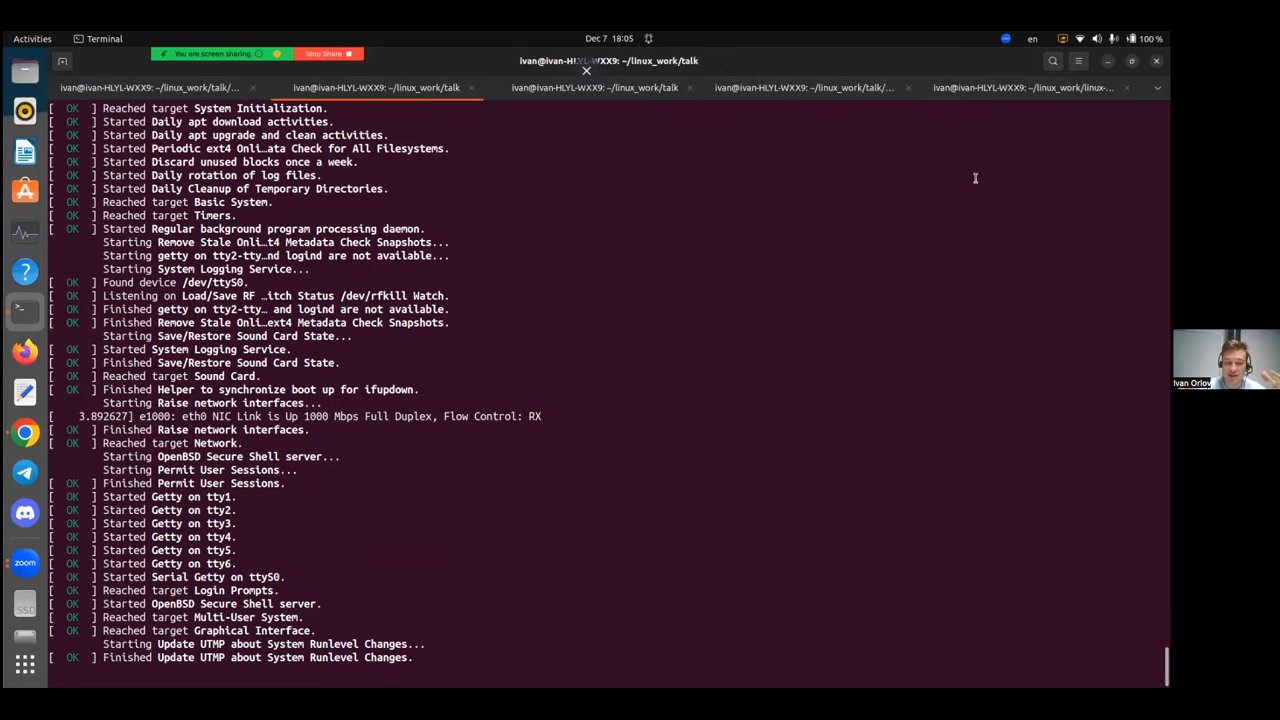 Activities
Terminal
Dec 7 18:05
en
100 %
You are screen sharing
Stop Share
ivan@ivan-HLYL-WXX9: ~/linux_work/talk
ivan@ivan-HLYL-WXX9: ~/linux_work/talk/...
ivan@ivan-HLYL-WXX9: ~/linux_work/talk
ivan@ivan-HLYL-WXX9: ~/linux_work/talk
ivan@ivan-HLYL-WXX9: ~/linux_work/talk/...
ivan@ivan-HLYL-WXX9: ~/linux_work/linux-...
[ OK ] Reached target System Initialization.
[ OK ] Started Daily apt download activities.
[ OK ] Started Daily apt upgrade and clean activities.
[ OK ] Started Periodic ext4 Onli…ata Check for All Filesystems.
[ OK ] Started Discard unused blocks once a week.
[ OK ] Started Daily rotation of log files.
[ OK ] Started Daily Cleanup of Temporary Directories.
[ OK ] Reached target Basic System.
[ OK ] Reached target Timers.
[ OK ] Started Regular background program processing daemon.
Starting Remove Stale Onli…t4 Metadata Check Snapshots...
Starting getty on tty2-tty…nd logind are not available...
Starting System Logging Service...
[ OK ] Found device /dev/ttyS0.
[ OK ] Listening on Load/Save RF …itch Status /dev/rfkill Watch.
[ OK ] Finished getty on tty2-tty… and logind are not available.
[ OK ] Finished Remove Stale Onli…ext4 Metadata Check Snapshots.
Starting Save/Restore Sound Card State...
[ OK ] Started System Logging Service.
[ OK ] Finished Save/Restore Sound Card State.
[ OK ] Reached target Sound Card.
[ OK ] Finished Helper to synchronize boot up for ifupdown.
Starting Raise network interfaces...
[ 3.892627] e1000: eth0 NIC Link is Up 1000 Mbps Full Duplex, Flow Control: RX
[ OK ] Finished Raise network interfaces.
[ OK ] Reached target Network.
Starting OpenBSD Secure Shell server...
Starting Permit User Sessions...
[ OK ] Finished Permit User Sessions.
[ OK ] Started Getty on tty1.
[ OK ] Started Getty on tty2.
[ OK ] Started Getty on tty3.
[ OK ] Started Getty on tty4.
[ OK ] Started Getty on tty5.
[ OK ] Started Getty on tty6.
[ OK ] Started Serial Getty on ttyS0.
[ OK ] Reached target Login Prompts.
[ OK ] Started OpenBSD Secure Shell server.
[ OK ] Reached target Multi-User System.
[ OK ] Reached target Graphical Interface.
Starting Update UTMP about System Runlevel Changes...
[ OK ] Finished Update UTMP about System Runlevel Changes.
zoom
SSD
Ivan Orlov